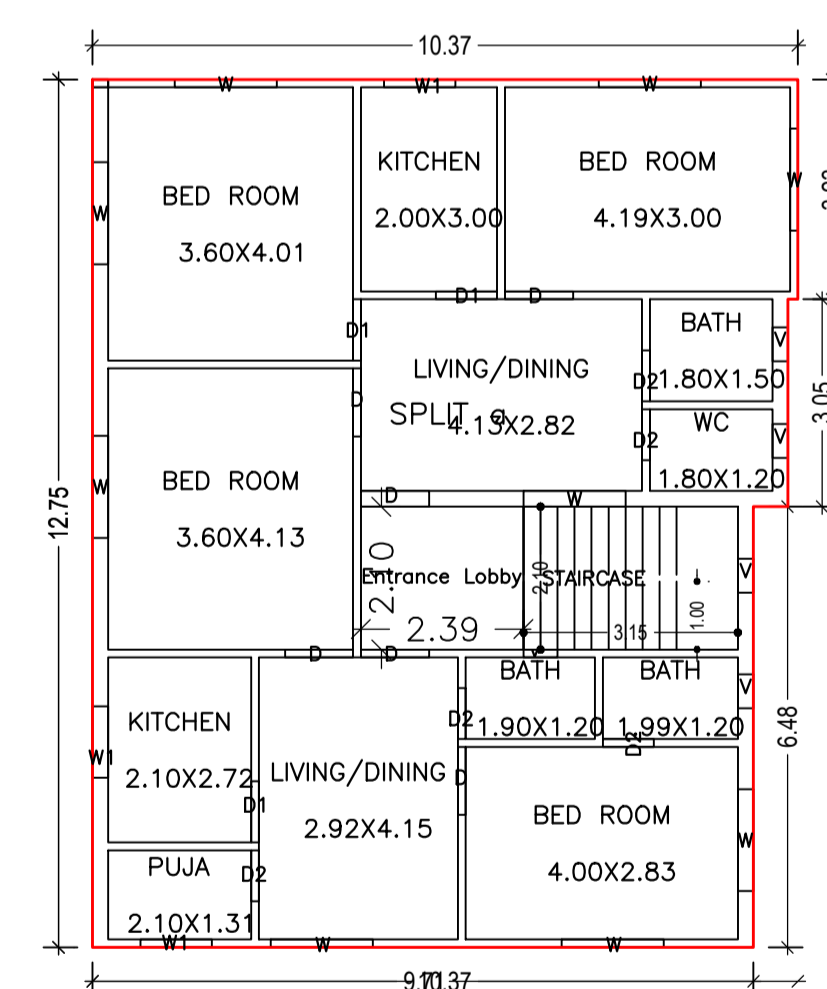 10.37
W
W1
W
BED ROOM
3.60X4.01
KITCHEN
2.00X3.00
BED ROOM
4.19X3.00
W
W
D1
D
D1
LIVING/DINING
4.13X2.82
SPLIT a
BATH
1.80X1.50
V
D2
WC
1.80X1.20
V
D2
3.05
D
BED ROOM
3.60X4.13
W
12.75
D
W
2.10
Entrance Lobby
STAIRCASE
2.10
1.00
2.39
3.15
V
D
D
V
KITCHEN
2.10X2.72
W1
D1
LIVING/DINING
2.92X4.15
BATH
1.90X1.20
D2
BATH
1.99X1.20
D2
V
6.48
D
BED ROOM
4.00X2.83
W
PUJA
2.10X1.31
D2
W1
W
W